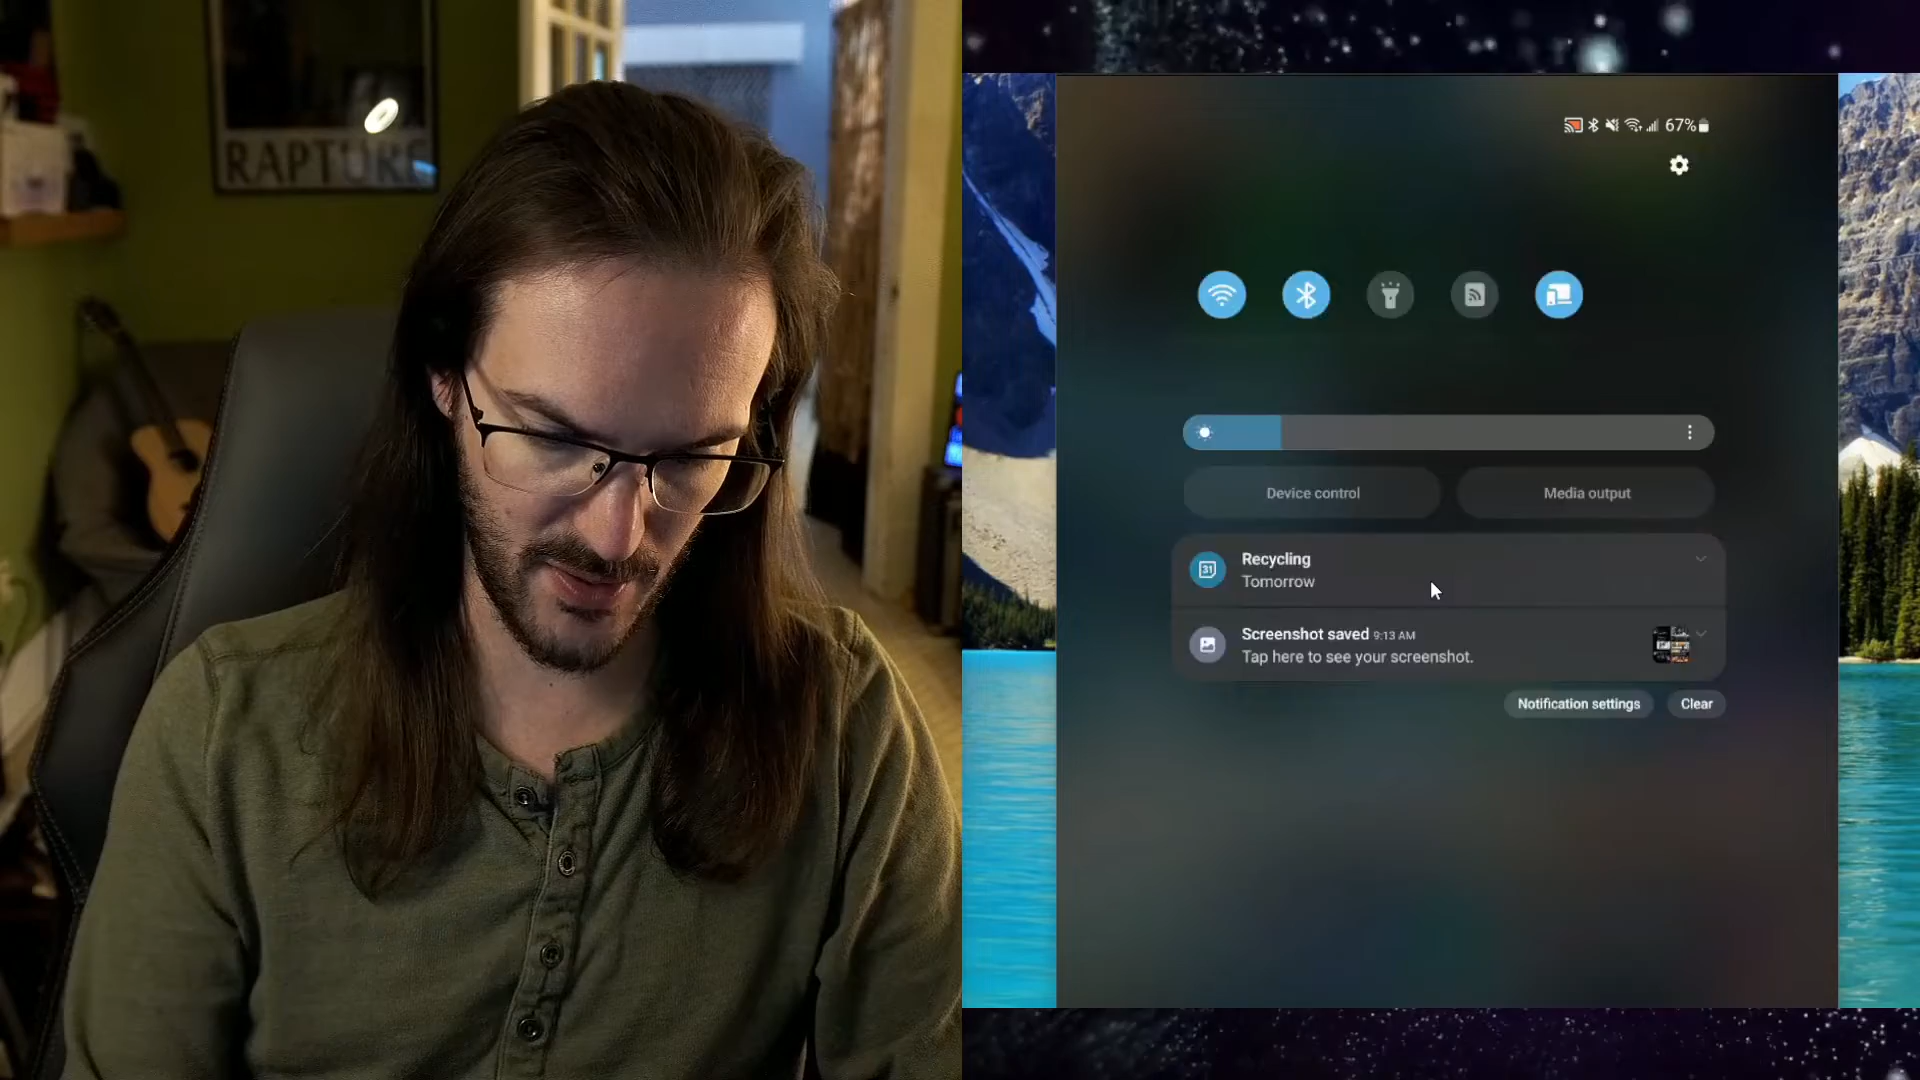 RAPTURE
67%
Device control
Media output
31
Recycling
Tomorrow
Screenshot saved 9:13 AM
Tap here to see your screenshot.
Notification settings
Clear